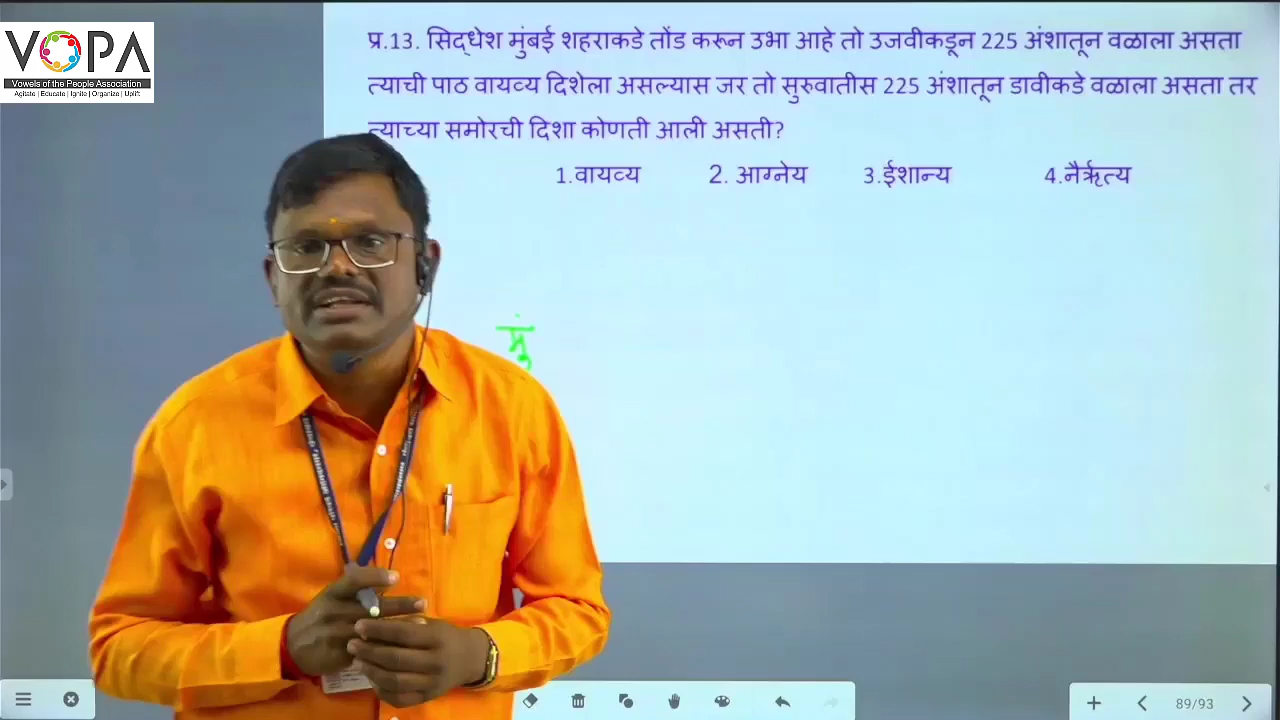 VOPA
Vowels of the People Association
Agitate | Educate | Ignite | Organize | Uplift
प्र.13. सिद्धेश मुंबई शहराकडे तोंड करून उभा आहे तो उजवीकडून 225 अंशातून वळाला असता
त्याची पाठ वायव्य दिशेला असल्यास जर तो सुरुवातीस 225 अंशातून डावीकडे वळाला असता तर
त्याच्या समोरची दिशा कोणती आली असती?
1.वायव्य 2. आग्नेय 3.ईशान्य 4.नैर्ऋत्य
मुं
89/93